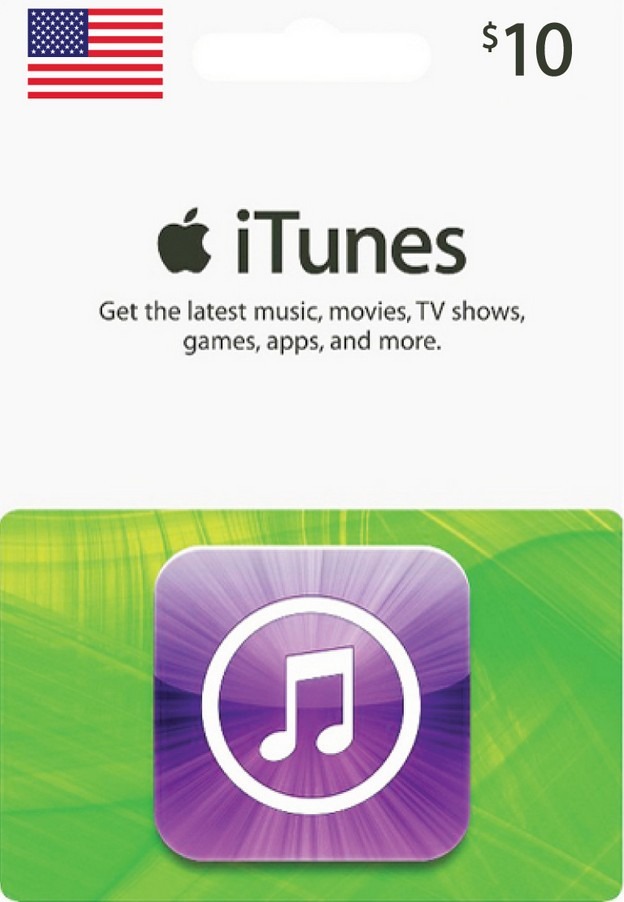 $10
iTunes
Get the latest music, movies, TV shows,
games, apps, and more.